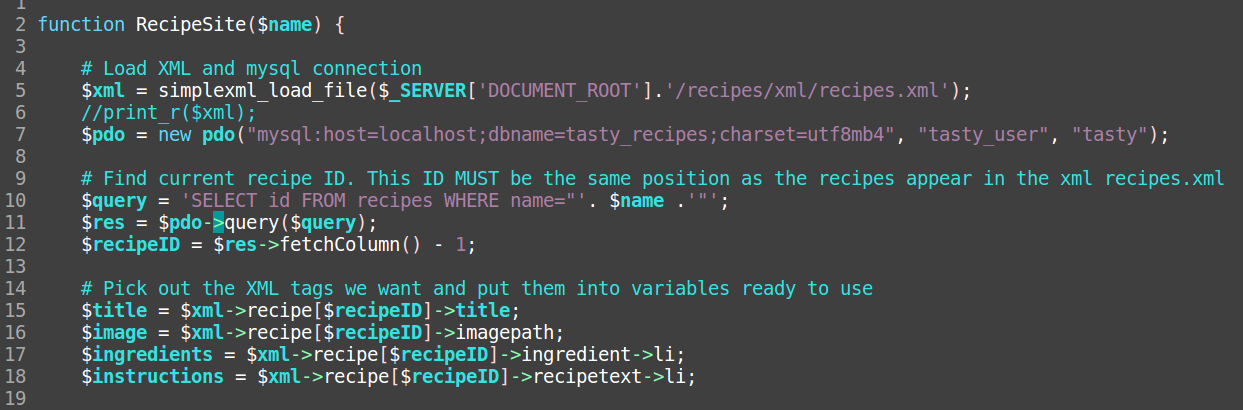 1
2 function RecipeSite($name) {
3
4     # Load XML and mysql connection
5     $xml = simplexml_load_file($_SERVER['DOCUMENT_ROOT'].'/recipes/xml/recipes.xml');
6     //print_r($xml);
7     $pdo = new pdo("mysql:host=localhost;dbname=tasty_recipes;charset=utf8mb4", "tasty_user", "tasty");
8
9     # Find current recipe ID. This ID MUST be the same position as the recipes appear in the xml recipes.xml
10     $query = 'SELECT id FROM recipes WHERE name="'. $name .'"';
11     $res = $pdo->query($query);
12     $recipeID = $res->fetchColumn() - 1;
13
14     # Pick out the XML tags we want and put them into variables ready to use
15     $title = $xml->recipe[$recipeID]->title;
16     $image = $xml->recipe[$recipeID]->imagepath;
17     $ingredients = $xml->recipe[$recipeID]->ingredient->li;
18     $instructions = $xml->recipe[$recipeID]->recipetext->li;
19